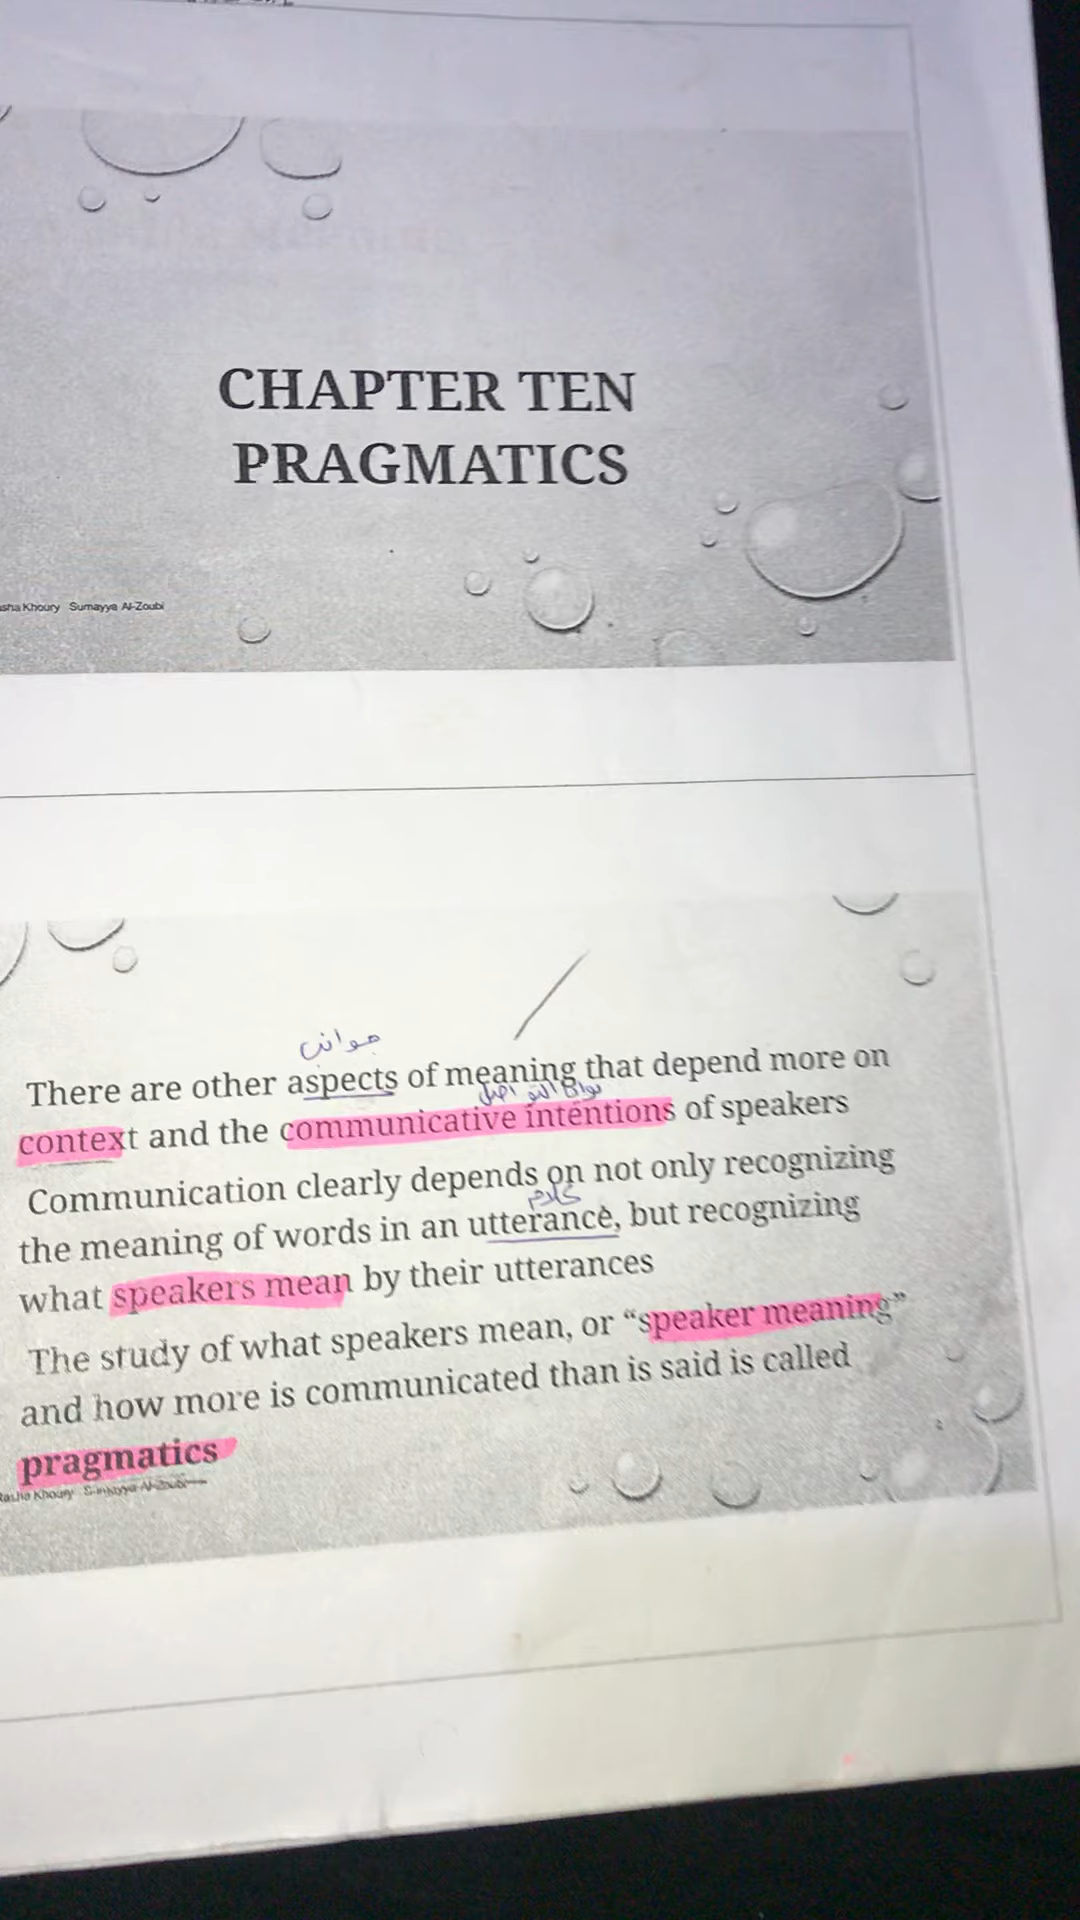 CHAPTER TEN
PRAGMATICS
asha Khoury Sumayya Al-Zoubi
جوانب
There are other aspects of meaning that depend more on
نوايا التواصل
context and the communicative intentions of speakers
Communication clearly depends on not only recognizing
كلام
the meaning of words in an utterance, but recognizing
what speakers mean by their utterances
The study of what speakers mean, or “speaker meaning”
and how more is communicated than is said is called
pragmatics
Rasha Khoury Sumayya Al-Zoubi